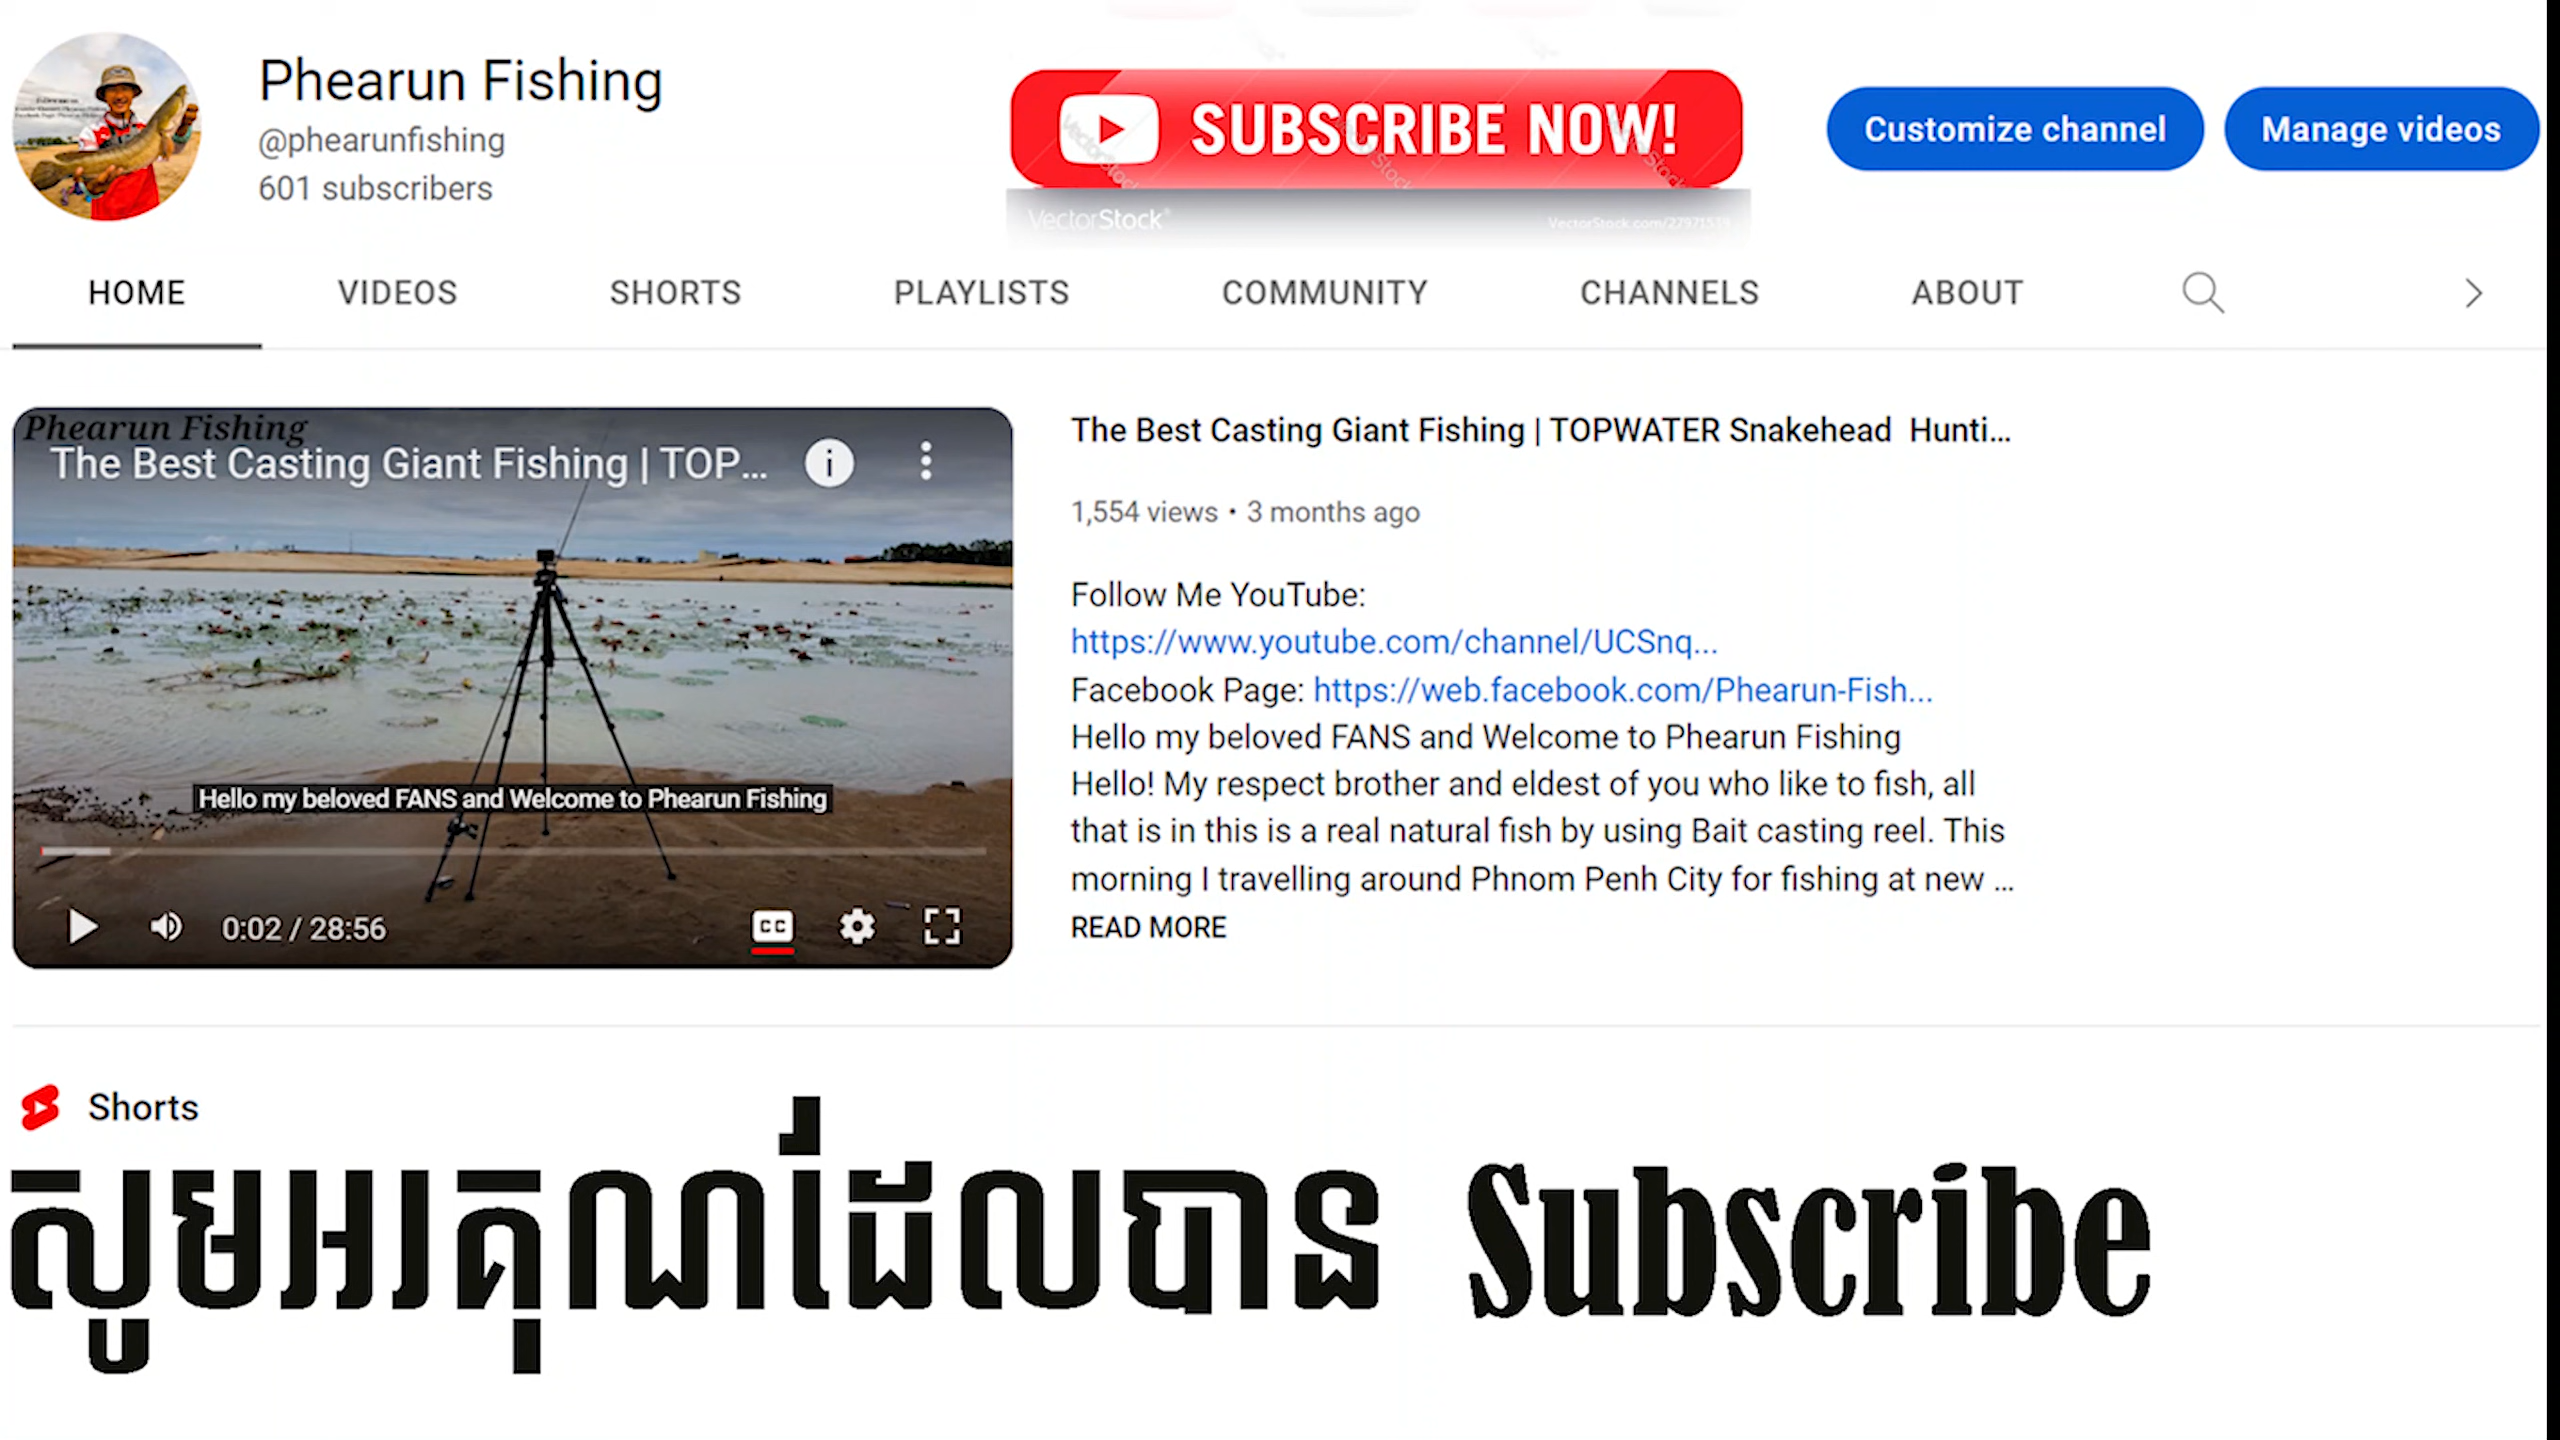 Phearun Fishing
@phearunfishing
601 subscribers
SUBSCRIBE NOW!
VectorStock®
Customize channel
Manage videos
HOME
VIDEOS
SHORTS
PLAYLISTS
COMMUNITY
CHANNELS
ABOUT
Phearun Fishing
The Best Casting Giant Fishing | TOP...
Hello my beloved FANS and Welcome to Phearun Fishing
0:02 / 28:56
CC
The Best Casting Giant Fishing | TOPWATER Snakehead Hunti...
1,554 views • 3 months ago
Follow Me YouTube:
https://www.youtube.com/channel/UCSnq...
Facebook Page: https://web.facebook.com/Phearun-Fish...
Hello my beloved FANS and Welcome to Phearun Fishing
Hello! My respect brother and eldest of you who like to fish, all
that is in this is a real natural fish by using Bait casting reel. This
morning I travelling around Phnom Penh City for fishing at new ...
READ MORE
Shorts
សូមអរគុណ់ដែលបាន Subscribe